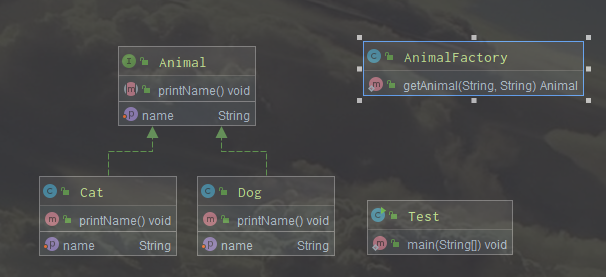 Animal
printName() void
name String
AnimalFactory
getAnimal(String, String) Animal
Cat
printName() void
name String
Dog
printName() void
name String
Test
main(String[]) void